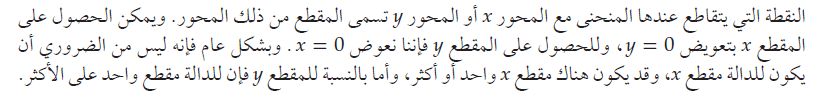 النقطة التي يتقاطع عندها المنحنى مع المحور x أو المحور y تسمى المقطع من ذلك المحور. ويمكن الحصول على
المقطع x بتعويض y = 0، وللحصول على المقطع y فإننا نعوض x = 0. وبشكل عام فإنه ليس من الضروري أن
يكون للدالة مقطع x، وقد يكون هناك مقطع x واحد أو أكثر، وأما بالنسبة للمقطع y فإن للدالة مقطع واحد على الأكثر.